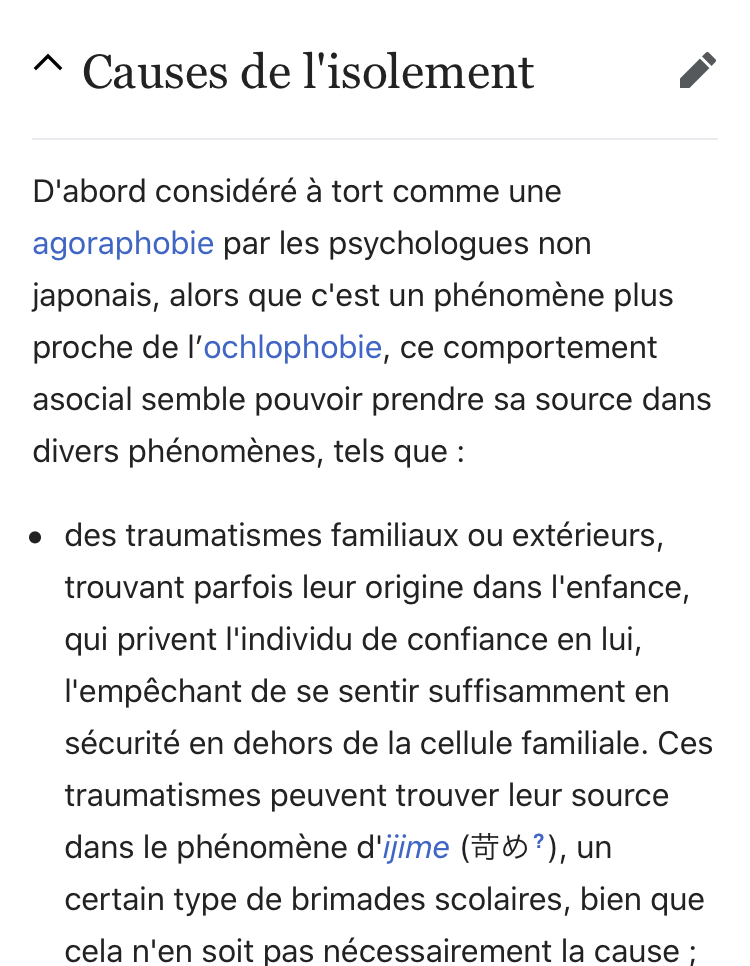 Causes de l'isolement
D'abord considéré à tort comme une
agoraphobie par les psychologues non
japonais, alors que c'est un phénomène plus
proche de l’ochlophobie, ce comportement
asocial semble pouvoir prendre sa source dans
divers phénomènes, tels que :
• des traumatismes familiaux ou extérieurs,
trouvant parfois leur origine dans l'enfance,
qui privent l'individu de confiance en lui,
l'empêchant de se sentir suffisamment en
sécurité en dehors de la cellule familiale. Ces
traumatismes peuvent trouver leur source
dans le phénomène d'ijime (苛め?), un
certain type de brimades scolaires, bien que
cela n'en soit pas nécessairement la cause ;